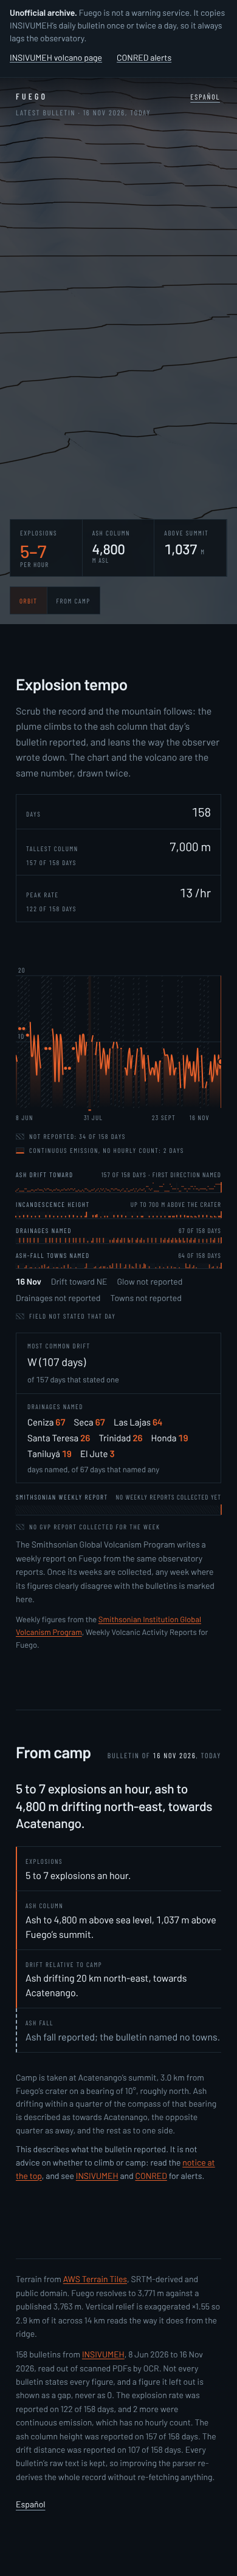 Unofficial archive. Fuego is not a warning service. It copies
INSIVUMEH's daily bulletin once or twice a day, so it always
lags the observatory.
INSIVUMEH volcano page CONRED alerts
FUEGO ESPAÑOL
LATEST BULLETIN · 16 NOV 2026, TODAY
EXPLOSIONS
5–7
PER HOUR
ASH COLUMN
4,800
M ASL
ABOVE SUMMIT
1,037 M
ORBIT FROM CAMP
Explosion tempo
Scrub the record and the mountain follows: the
plume climbs to the ash column that day's
bulletin reported, and leans the way the observer
wrote down. The chart and the volcano are the
same number, drawn twice.
DAYS 158
TALLEST COLUMN 7,000 m
157 OF 158 DAYS
PEAK RATE 13 /hr
122 OF 158 DAYS
20
10
8 JUN 31 JUL 23 SEPT 16 NOV
NOT REPORTED: 34 OF 158 DAYS
CONTINUOUS EMISSION, NO HOURLY COUNT: 2 DAYS
ASH DRIFT TOWARD 157 OF 158 DAYS · FIRST DIRECTION NAMED
INCANDESCENCE HEIGHT UP TO 700 M ABOVE THE CRATER
DRAINAGES NAMED 67 OF 158 DAYS
ASH-FALL TOWNS NAMED 64 OF 158 DAYS
16 Nov Drift toward NE Glow not reported
Drainages not reported Towns not reported
FIELD NOT STATED THAT DAY
MOST COMMON DRIFT
W (107 days)
of 157 days that stated one
DRAINAGES NAMED
Ceniza 67 Seca 67 Las Lajas 64
Santa Teresa 26 Trinidad 26 Honda 19
Taniluyá 19 El Jute 3
days named, of 67 days that named any
SMITHSONIAN WEEKLY REPORT NO WEEKLY REPORTS COLLECTED YET
NO GVP REPORT COLLECTED FOR THE WEEK
The Smithsonian Global Volcanism Program writes a
weekly report on Fuego from the same observatory
reports. Once its weeks are collected, any week where
its figures clearly disagree with the bulletins is marked
here.
Weekly figures from the Smithsonian Institution Global
Volcanism Program, Weekly Volcanic Activity Reports for
Fuego.
From camp BULLETIN OF 16 NOV 2026, TODAY
5 to 7 explosions an hour, ash to
4,800 m drifting north-east, towards
Acatenango.
EXPLOSIONS
5 to 7 explosions an hour.
ASH COLUMN
Ash to 4,800 m above sea level, 1,037 m above
Fuego's summit.
DRIFT RELATIVE TO CAMP
Ash drifting 20 km north-east, towards
Acatenango.
ASH FALL
Ash fall reported; the bulletin named no towns.
Camp is taken at Acatenango's summit, 3.0 km from
Fuego's crater on a bearing of 10°, roughly north. Ash
drifting within a quarter of the compass of that bearing
is described as towards Acatenango, the opposite
quarter as away, and the rest as to one side.
This describes what the bulletin reported. It is not
advice on whether to climb or camp: read the notice at
the top, and see INSIVUMEH and CONRED for alerts.
Terrain from AWS Terrain Tiles, SRTM-derived and
public domain. Fuego resolves to 3,771 m against a
published 3,763 m. Vertical relief is exaggerated ×1.55 so
2.9 km of it across 14 km reads the way it does from the
ridge.
158 bulletins from INSIVUMEH, 8 Jun 2026 to 16 Nov
2026, read out of scanned PDFs by OCR. Not every
bulletin states every figure, and a figure it left out is
shown as a gap, never as 0. The explosion rate was
reported on 122 of 158 days, and 2 more were
continuous emission, which has no hourly count. The
ash column height was reported on 157 of 158 days. The
drift distance was reported on 107 of 158 days. Every
bulletin's raw text is kept, so improving the parser re-
derives the whole record without re-fetching anything.
Español